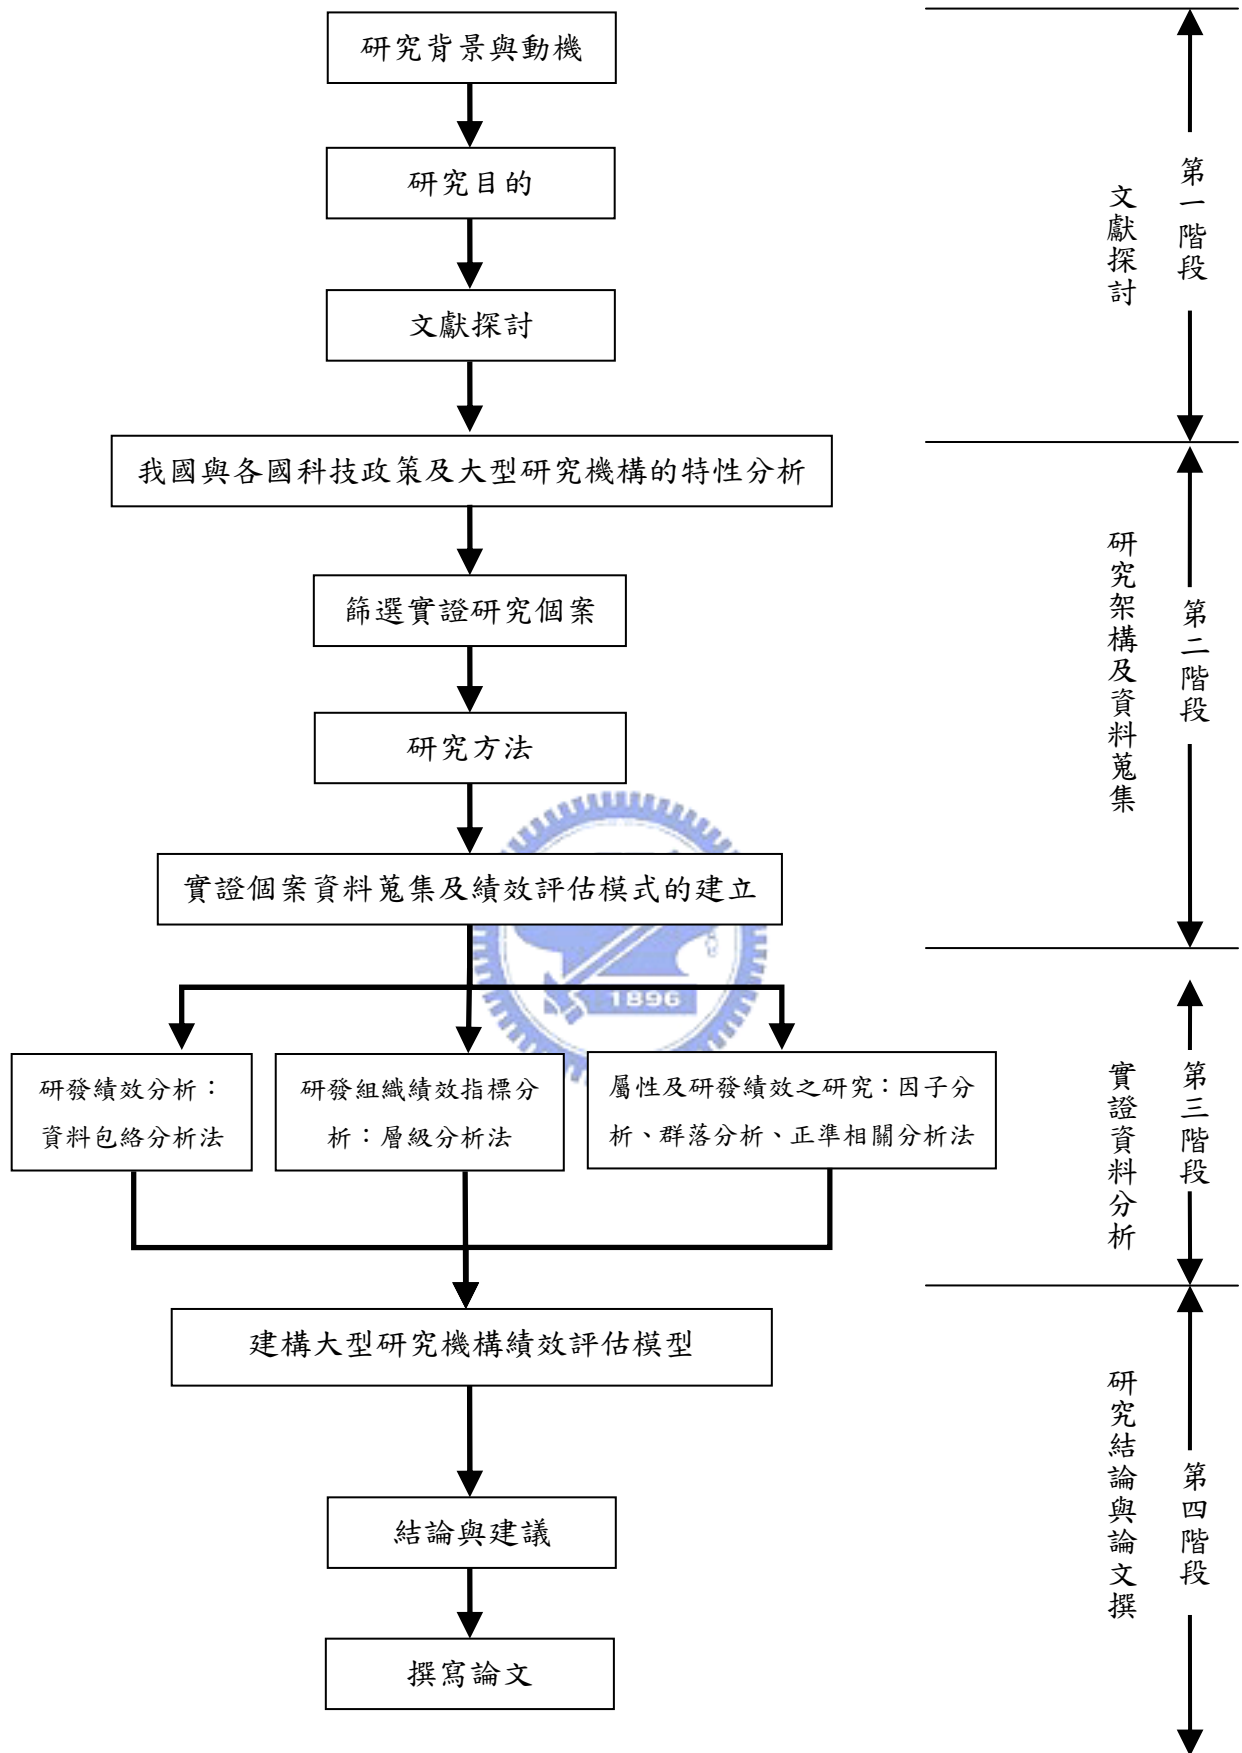 研究背景與動機
研究目的
文獻探討
我國與各國科技政策及大型研究機構的特性分析
篩選實證研究個案
研究方法
實證個案資料蒐集及績效評估模式的建立
1896
研發績效分析：
資料包絡分析法
研發組織績效指標分
析：層級分析法
屬性及研發績效之研究：因子分
析、群落分析、正準相關分析法
建構大型研究機構績效評估模型
結論與建議
撰寫論文
第一階段
文獻探討
第二階段
研究架構及資料蒐集
第三階段
實證資料分析
第四階段
研究結論與論文撰